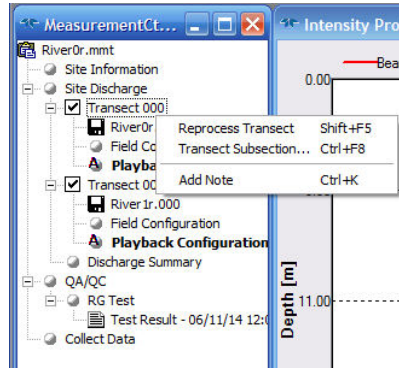 MeasurementCt...
Intensity Pro
River0r.mmt
Site Information
Site Discharge
Transect 000
River0r
Field Co
Playba
Reprocess Transect Shift+F5
Transect Subsection... Ctrl+F8
Add Note Ctrl+K
Transect 00
River1r.000
Field Configuration
Playback Configuration
Discharge Summary
QA/QC
RG Test
Test Result - 06/11/14 12:0
Collect Data
Bea
0.00
Depth [m]
11.00